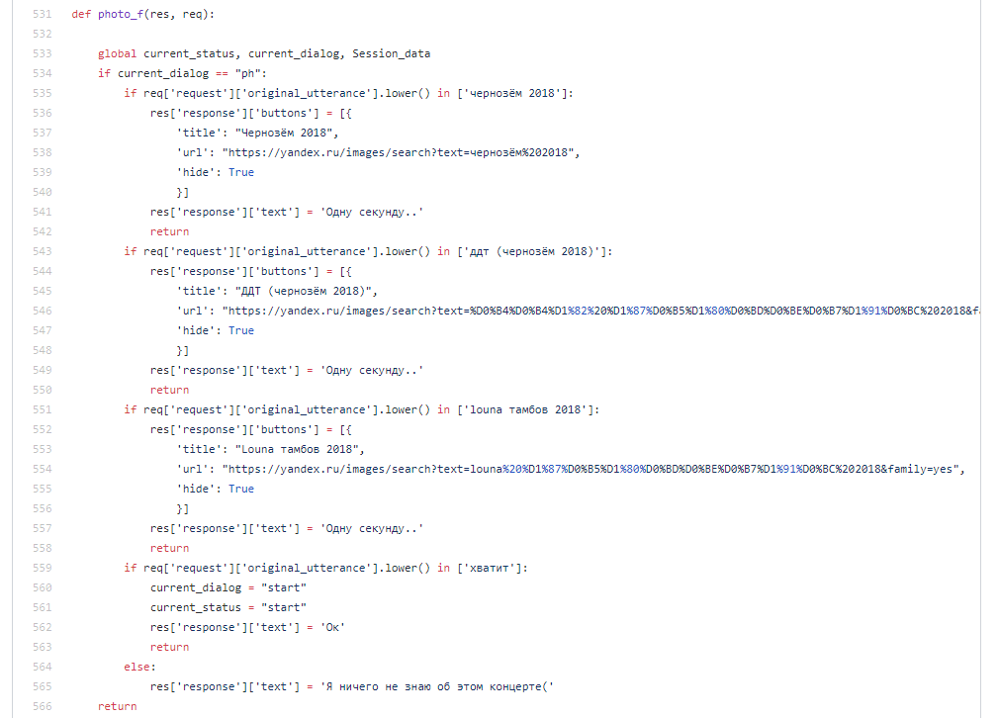 531 def photo_f(res, req):
532
533 global current_status, current_dialog, Session_data
534 if current_dialog == "ph":
535 if req['request']['original_utterance'].lower() in ['чернозём 2018']:
536 res['response']['buttons'] = [{
537 'title': "Чернозём 2018",
538 'url': "https://yandex.ru/images/search?text=чернозём%202018",
539 'hide': True
540 }]
541 res['response']['text'] = 'Одну секунду..'
542 return
543 if req['request']['original_utterance'].lower() in ['ддт (чернозём 2018)']:
544 res['response']['buttons'] = [{
545 'title': "ДДТ (чернозём 2018)",
546 'url': "https://yandex.ru/images/search?text=%D0%B4%D0%B4%D1%82%20%D1%87%D0%B5%D1%80%D0%BD%D0%BE%D0%B7%D1%91%D0%BC%202018&f
547 'hide': True
548 }]
549 res['response']['text'] = 'Одну секунду..'
550 return
551 if req['request']['original_utterance'].lower() in ['louna тамбов 2018']:
552 res['response']['buttons'] = [{
553 'title': "Louna тамбов 2018",
554 'url': "https://yandex.ru/images/search?text=louna%20%D1%87%D0%B5%D1%80%D0%BD%D0%BE%D0%B7%D1%91%D0%BC%202018&family=yes",
555 'hide': True
556 }]
557 res['response']['text'] = 'Одну секунду..'
558 return
559 if req['request']['original_utterance'].lower() in ['хватит']:
560 current_dialog = "start"
561 current_status = "start"
562 res['response']['text'] = 'Ок'
563 return
564 else:
565 res['response']['text'] = 'Я ничего не знаю об этом концерте('
566 return